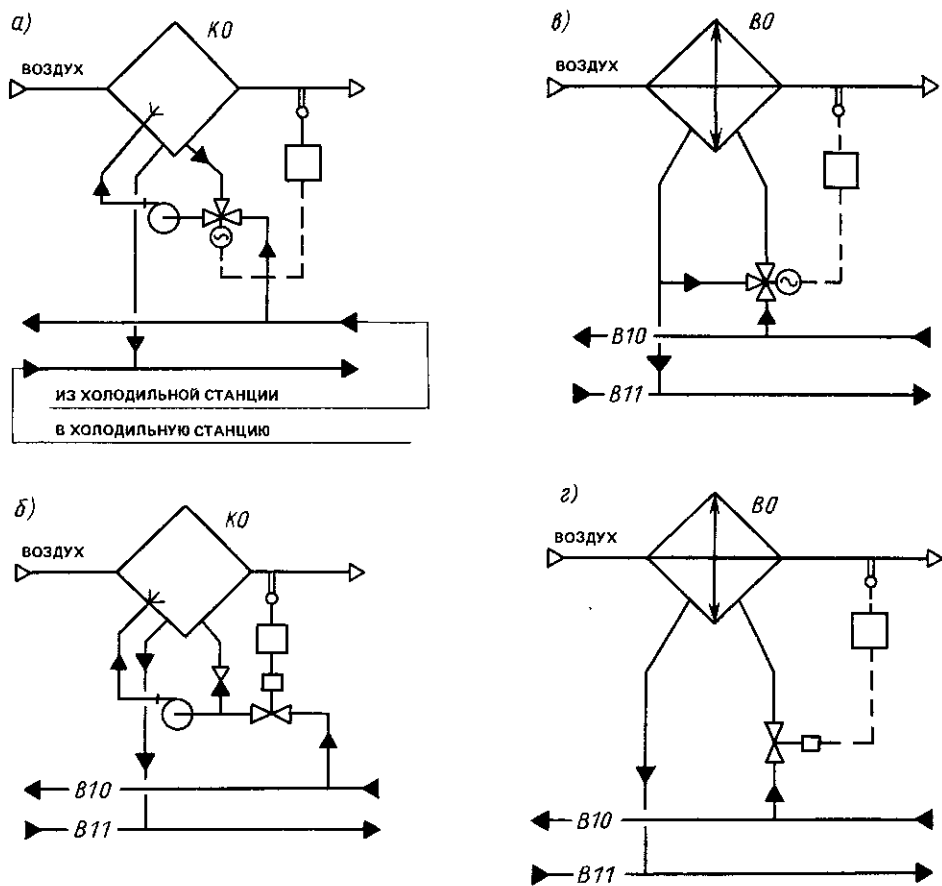 а)
КО
ВОЗДУХ
ИЗ ХОЛОДИЛЬНОЙ СТАНЦИИ
В ХОЛОДИЛЬНУЮ СТАНЦИЮ
в)
ВО
ВОЗДУХ
В10
В11
б)
КО
ВОЗДУХ
В10
В11
г)
ВО
ВОЗДУХ
В10
В11